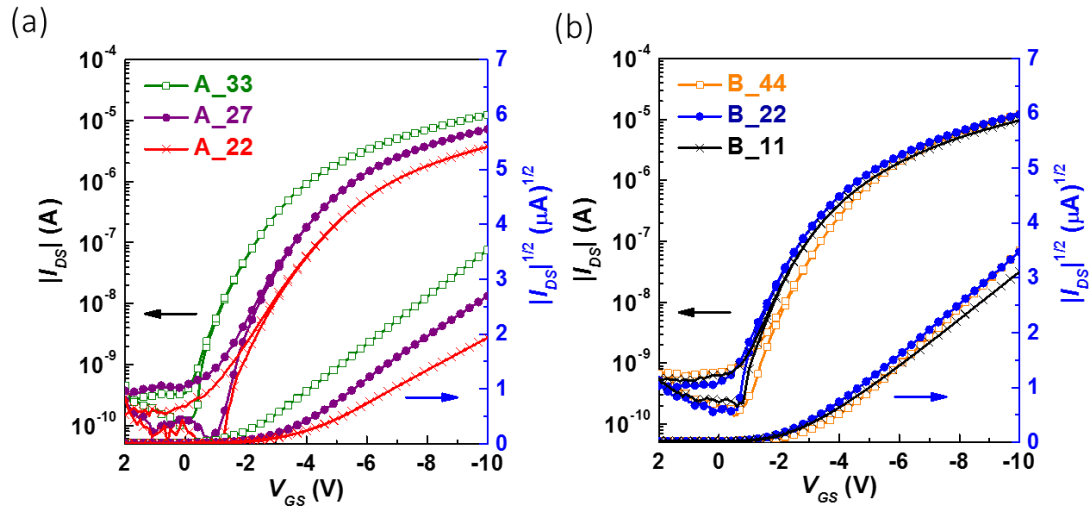 (a)
A_33
A_27
A_22
10⁻⁴
10⁻⁵
10⁻⁶
10⁻⁷
10⁻⁸
10⁻⁹
10⁻¹⁰
|I_DS| (A)
7
6
5
4
3
2
1
0
|I_DS|^1/2 (µA)^1/2
2 0 -2 -4 -6 -8 -10
V_GS (V)
(b)
B_44
B_22
B_11
10⁻⁴
10⁻⁵
10⁻⁶
10⁻⁷
10⁻⁸
10⁻⁹
10⁻¹⁰
|I_DS| (A)
7
6
5
4
3
2
1
0
|I_DS|^1/2 (µA)^1/2
2 0 -2 -4 -6 -8 -10
V_GS (V)